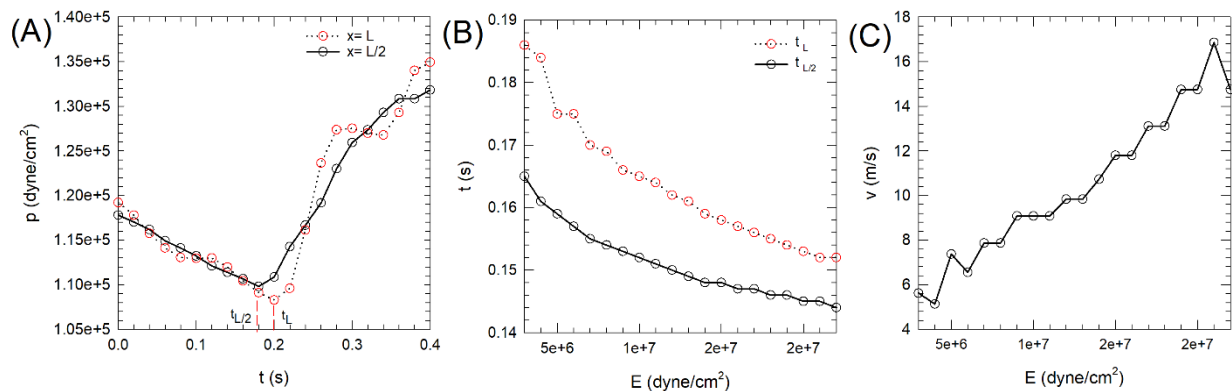 (A)
x= L
x= L/2
1.40e+5
1.35e+5
1.30e+5
1.25e+5
1.20e+5
1.15e+5
1.10e+5
1.05e+5
p (dyne/cm²)
t_L/2
t_L
0.0 0.1 0.2 0.3 0.4
t (s)
(B)
t_L
t_L/2
0.19
0.18
0.17
0.16
0.15
0.14
t (s)
5e+6 1e+7 2e+7 2e+7
E (dyne/cm²)
(C)
18
16
14
12
10
8
6
4
v (m/s)
5e+6 1e+7 2e+7 2e+7
E (dyne/cm²)